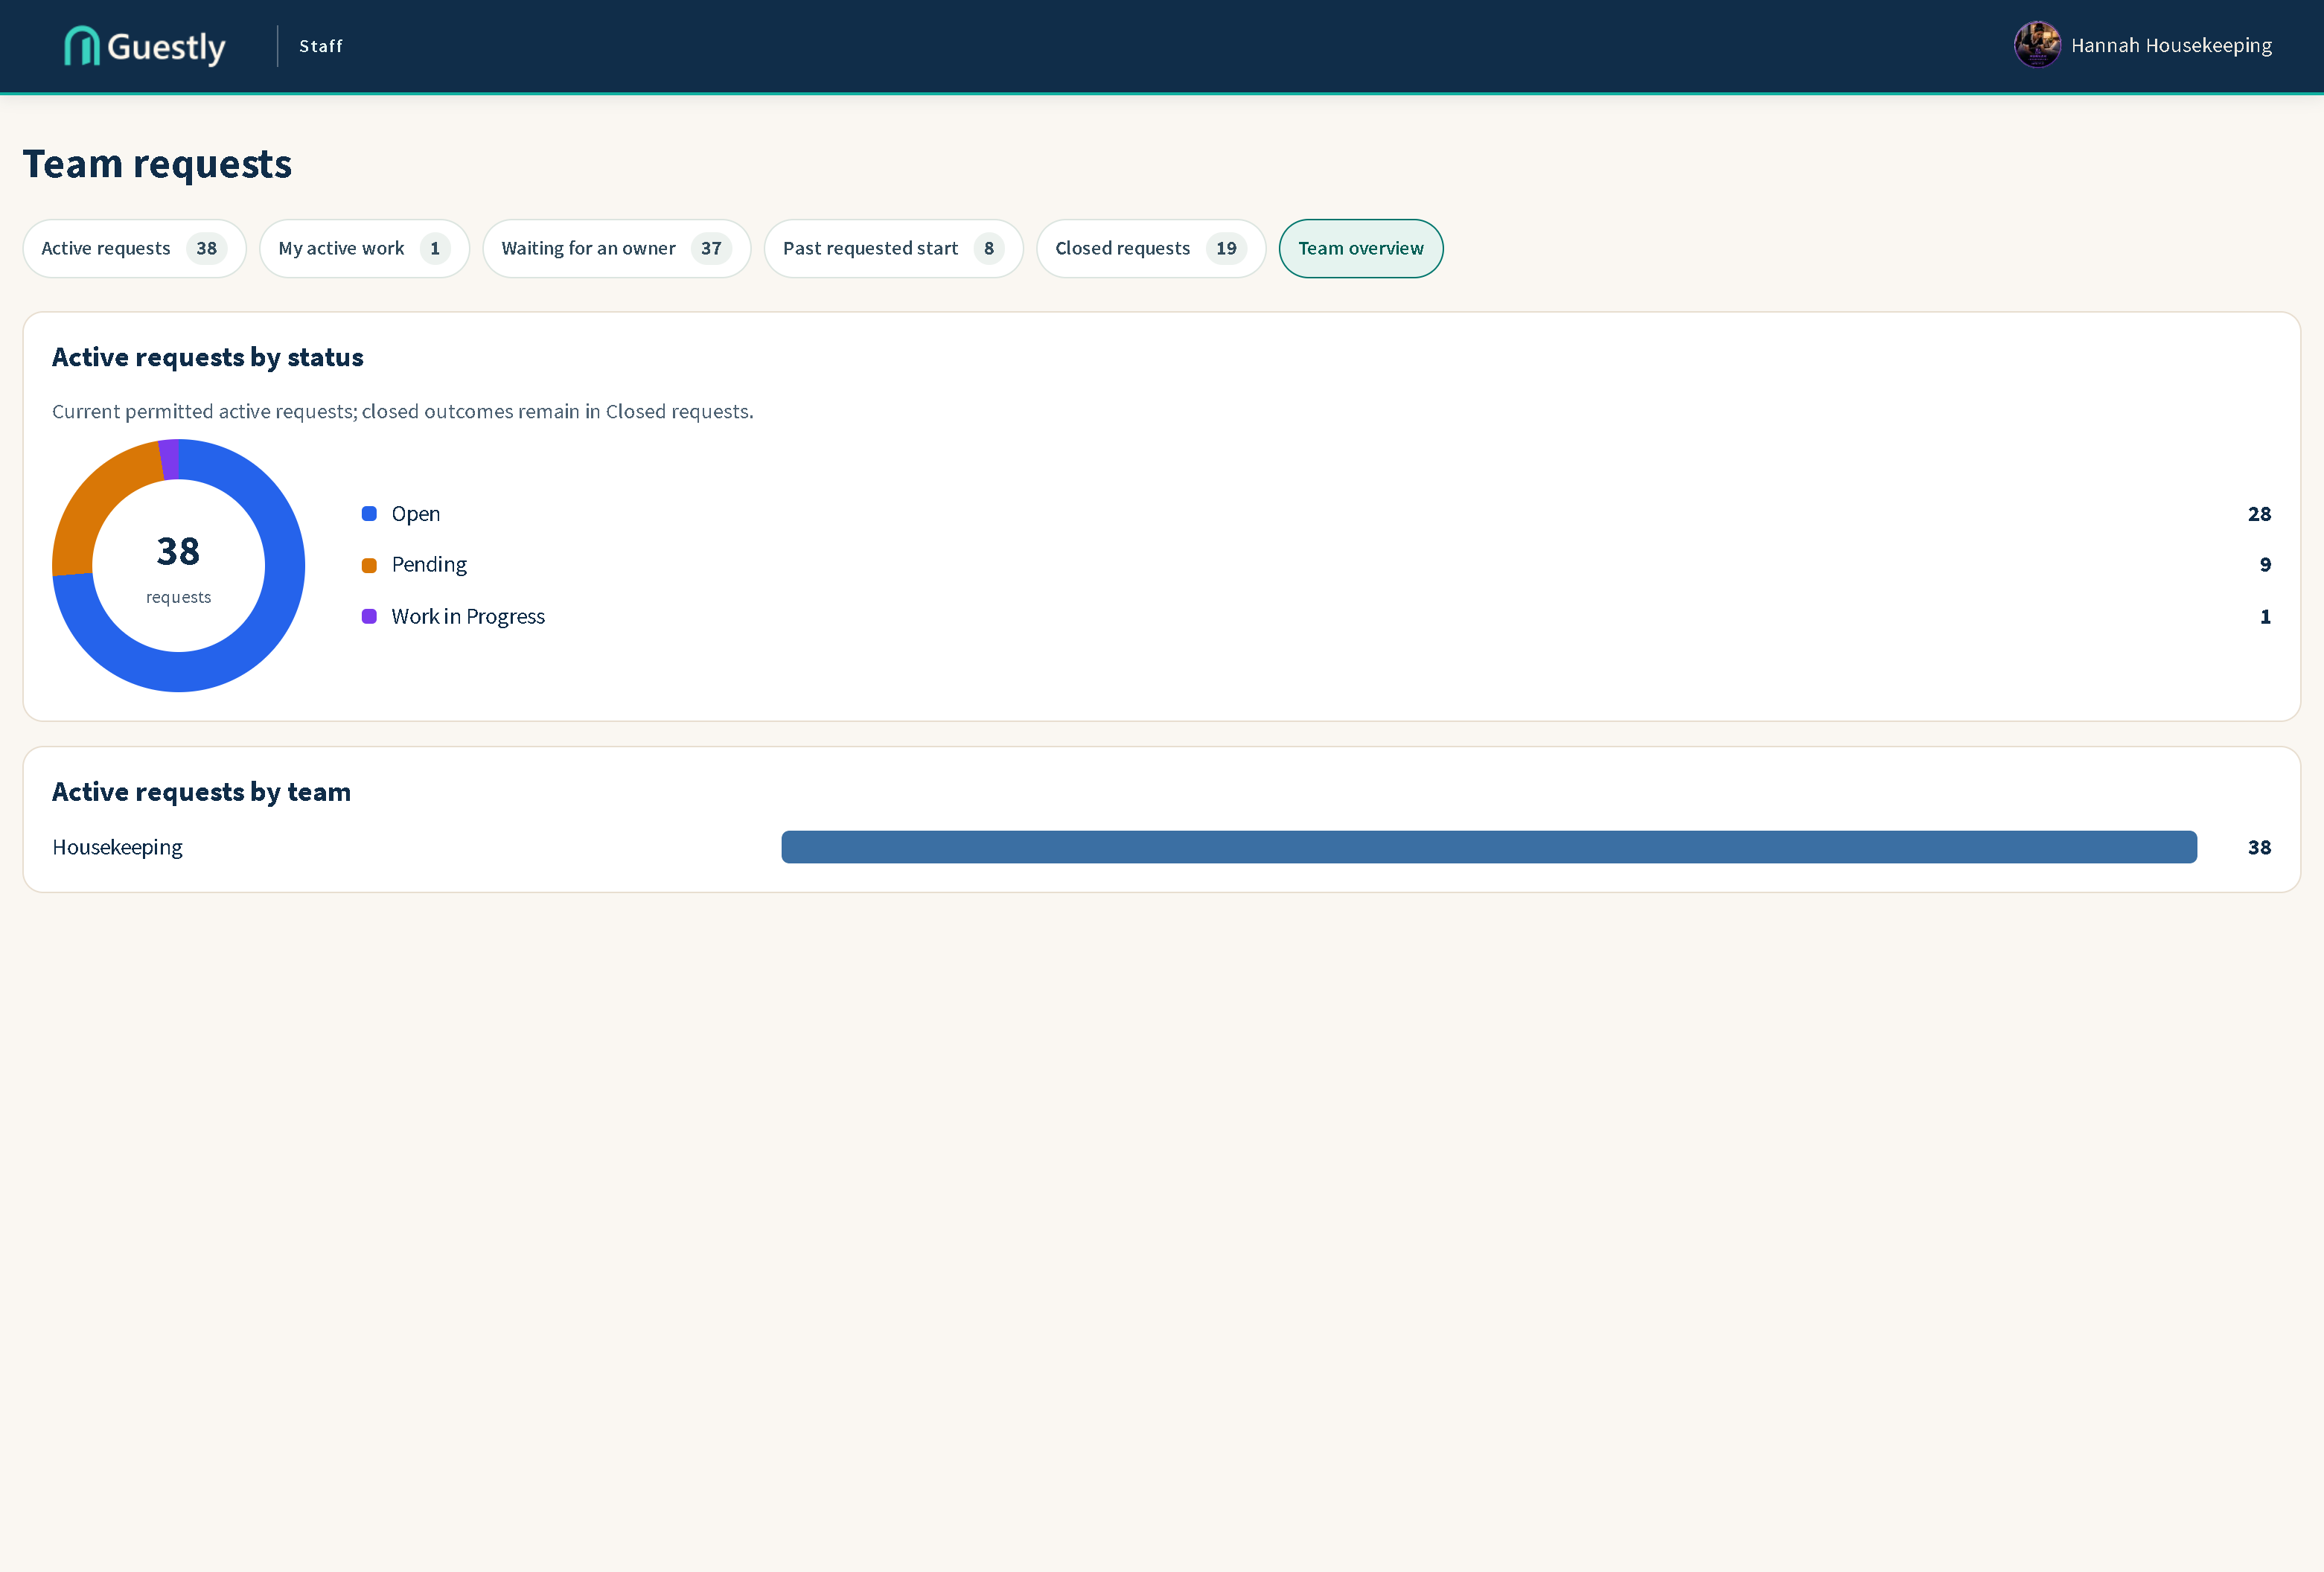 Guestly
Staff
Hannah Housekeeping
Team requests
Active requests 38
My active work 1
Waiting for an owner 37
Past requested start 8
Closed requests 19
Team overview
Active requests by status
Current permitted active requests; closed outcomes remain in Closed requests.
38
requests
Open 28
Pending 9
Work in Progress 1
Active requests by team
Housekeeping 38